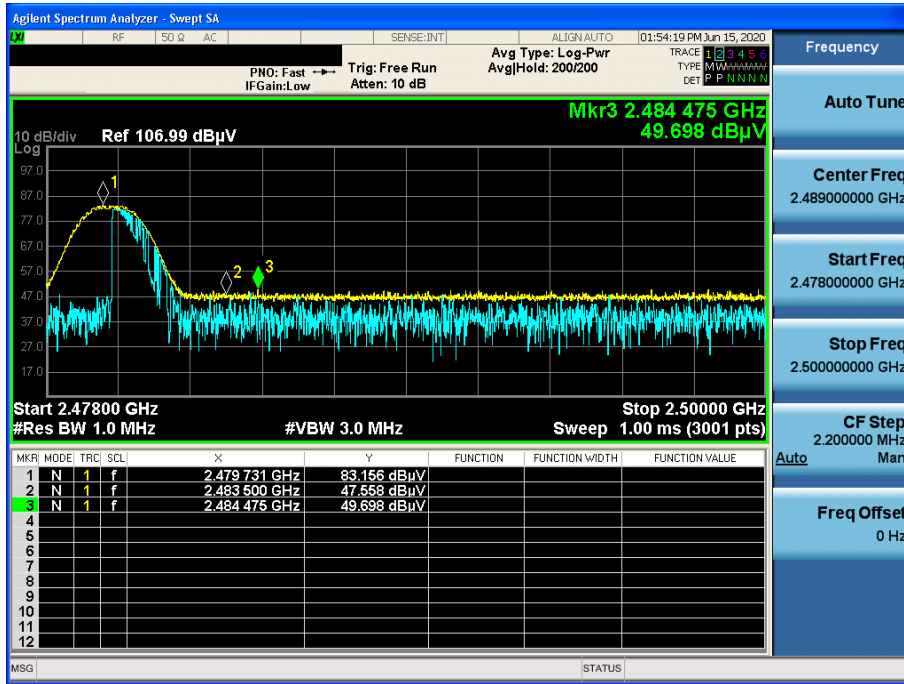 Agilent Spectrum Analyzer - Swept SA
LXI RF 50 Ω AC SENSE:INT ALIGN AUTO 01:54:19 PM Jun 15, 2020
PNO: Fast
IFGain:Low
Trig: Free Run
Atten: 10 dB
Avg Type: Log-Pwr
Avg|Hold: 200/200
TRACE 1 2 3 4 5 6
TYPE M W W W W W
DET P P N N N N
Mkr3 2.484 475 GHz
49.698 dBµV
10 dB/div Ref 106.99 dBµV
Log
97.0
87.0
77.0
67.0
57.0
47.0
37.0
27.0
17.0
1
2
3
Start 2.47800 GHz Stop 2.50000 GHz
#Res BW 1.0 MHz #VBW 3.0 MHz Sweep 1.00 ms (3001 pts)
MKR MODE TRC SCL X Y FUNCTION FUNCTION WIDTH FUNCTION VALUE
1 N 1 f 2.479 731 GHz 83.156 dBµV
2 N 1 f 2.483 500 GHz 47.558 dBµV
3 N 1 f 2.484 475 GHz 49.698 dBµV
4
5
6
7
8
9
10
11
12
MSG STATUS
Frequency
Auto Tune
Center Freq
2.489000000 GHz
Start Freq
2.478000000 GHz
Stop Freq
2.500000000 GHz
CF Step
2.200000 MHz
Auto Man
Freq Offset
0 Hz